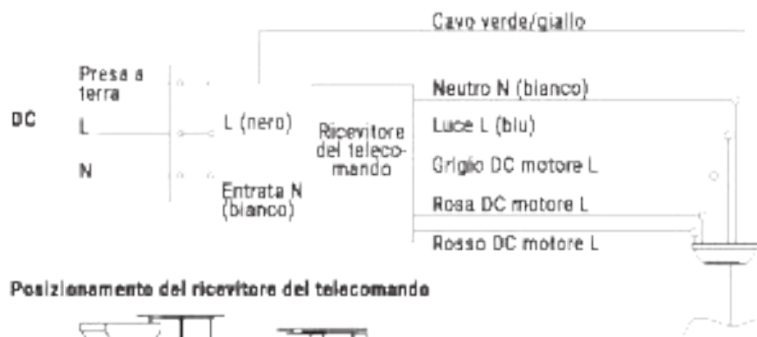 Cavo verde/giallo
Presa a
terra
DC
L
N
L (nero)
Entrata N
(bianco)
Ricevitore
del teleco-
mando
Neutro N (bianco)
Luce L (blu)
Grigio DC motore L
Rosa DC motore L
Rosso DC motore L
Posizionamento del ricevitore del telecomando